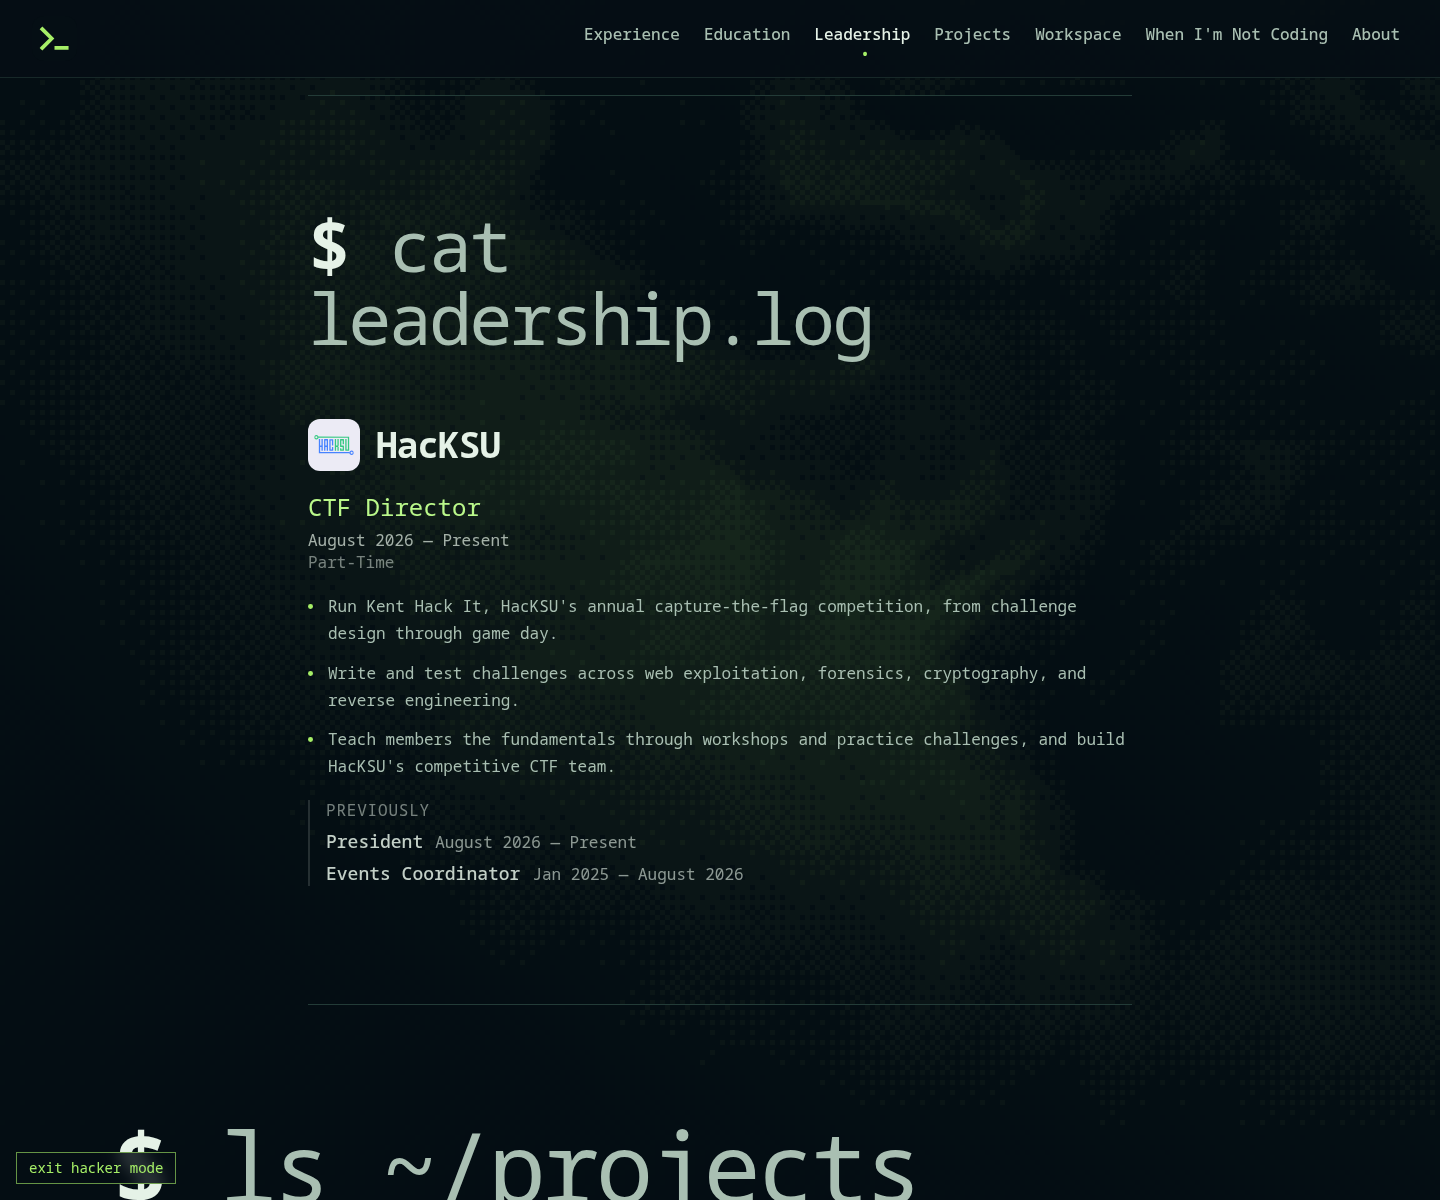 >_
Experience Education Leadership Projects Workspace When I'm Not Coding About
$ cat
leadership.log
HACKSU
HacKSU
CTF Director
August 2026 — Present
Part-Time
• Run Kent Hack It, HacKSU's annual capture-the-flag competition, from challenge
design through game day.
• Write and test challenges across web exploitation, forensics, cryptography, and
reverse engineering.
• Teach members the fundamentals through workshops and practice challenges, and build
HacKSU's competitive CTF team.
PREVIOUSLY
President August 2026 — Present
Events Coordinator Jan 2025 — August 2026
$ ls ~/projects
exit hacker mode